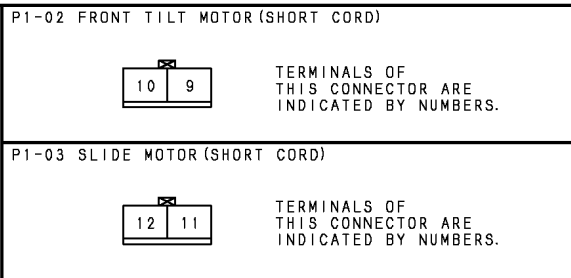 P1-02 FRONT TILT MOTOR(SHORT CORD)
10 9
TERMINALS OF
THIS CONNECTOR ARE
INDICATED BY NUMBERS.
P1-03 SLIDE MOTOR(SHORT CORD)
12 11
TERMINALS OF
THIS CONNECTOR ARE
INDICATED BY NUMBERS.